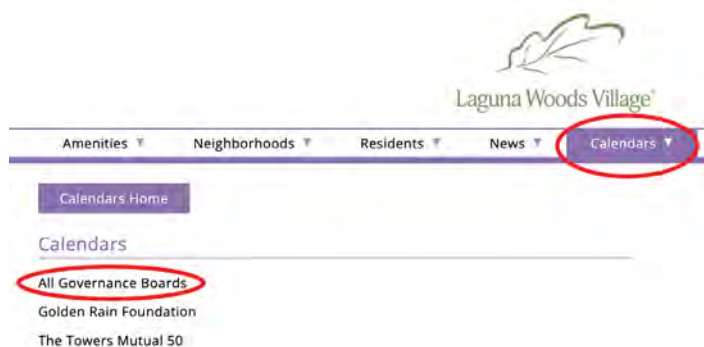 Laguna Woods Village®
Amenities
Neighborhoods
Residents
News
Calendars
Calendars Home
Calendars
All Governance Boards
Golden Rain Foundation
The Towers Mutual 50